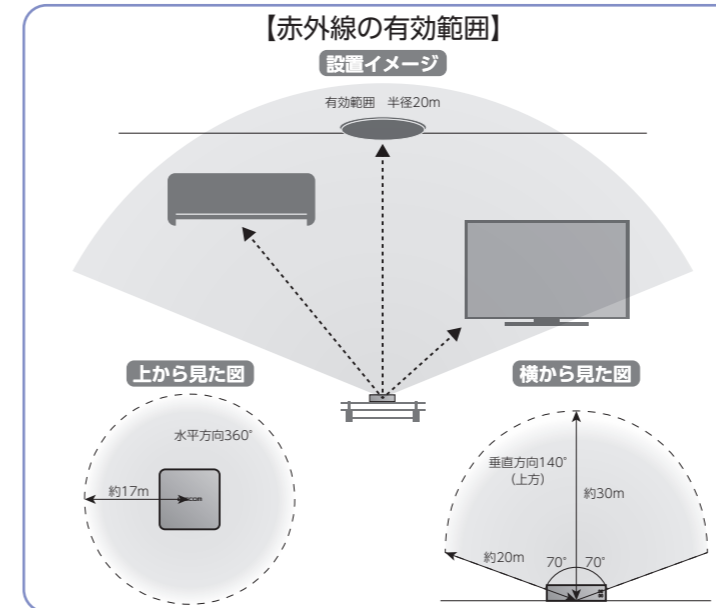 【赤外線の有効範囲】
設置イメージ
有効範囲　半径20m
上から見た図
水平方向360°
約17m
横から見た図
垂直方向140°
（上方）
約30m
約20m
70°
70°